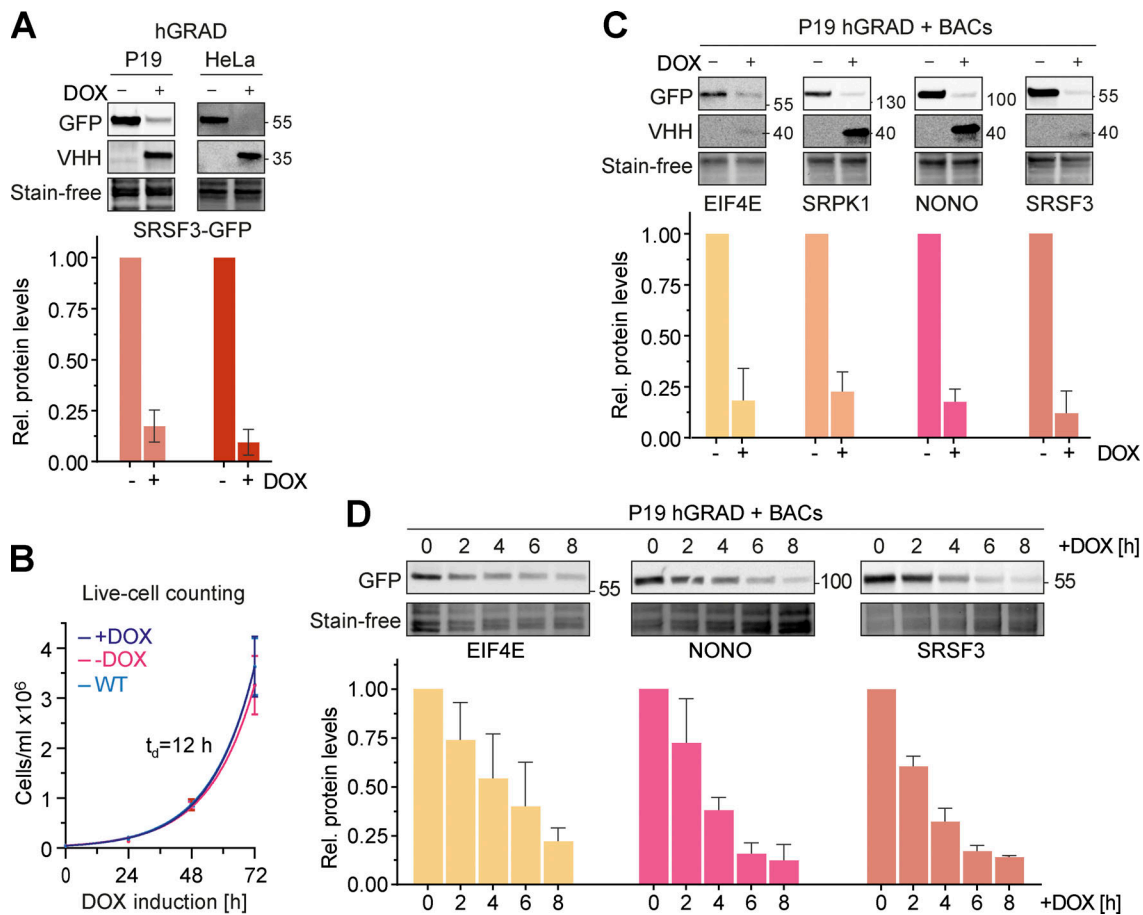 A
hGRAD
P19 HeLa
DOX – + – +
GFP 55
VHH 35
Stain-free
SRSF3-GFP
Rel. protein levels
1.00
0.75
0.50
0.25
0.00
- + - + DOX
B
Live-cell counting
+DOX
-DOX
WT
td=12 h
Cells/ml x10⁶
4
3
2
1
0
0 24 48 72
DOX induction [h]
C
P19 hGRAD + BACs
DOX – + – + – + – +
GFP 55 130 100 55
VHH 40 40 40 40
Stain-free
EIF4E SRPK1 NONO SRSF3
Rel. protein levels
1.00
0.75
0.50
0.25
0.00
- + - + - + - + DOX
D
P19 hGRAD + BACs
0 2 4 6 8 0 2 4 6 8 0 2 4 6 8 +DOX [h]
GFP 55 100 55
Stain-free
EIF4E NONO SRSF3
Rel. protein levels
1.00
0.75
0.50
0.25
0.00
0 2 4 6 8 0 2 4 6 8 0 2 4 6 8 +DOX [h]